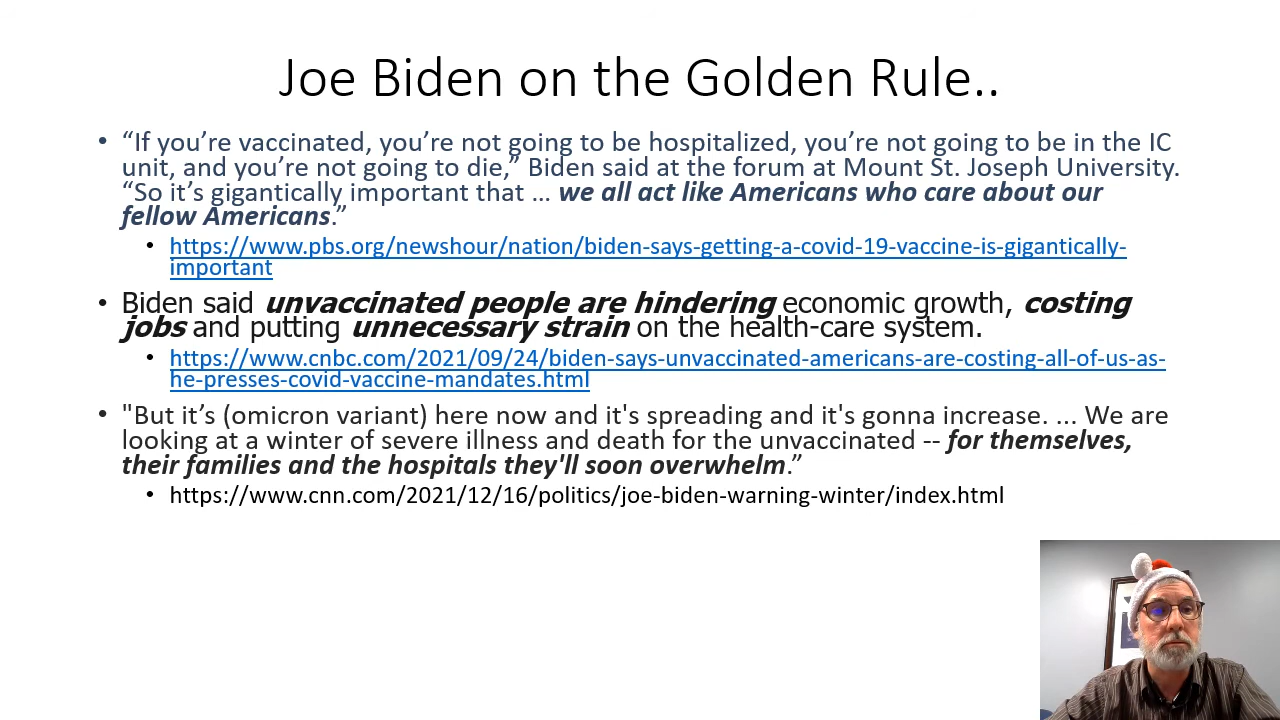 Joe Biden on the Golden Rule..
• “If you’re vaccinated, you’re not going to be hospitalized, you’re not going to be in the IC
unit, and you’re not going to die,” Biden said at the forum at Mount St. Joseph University.
“So it’s gigantically important that … we all act like Americans who care about our
fellow Americans.”
• https://www.pbs.org/newshour/nation/biden-says-getting-a-covid-19-vaccine-is-gigantically-
important
• Biden said unvaccinated people are hindering economic growth, costing
jobs and putting unnecessary strain on the health-care system.
• https://www.cnbc.com/2021/09/24/biden-says-unvaccinated-americans-are-costing-all-of-us-as-
he-presses-covid-vaccine-mandates.html
• "But it’s (omicron variant) here now and it's spreading and it's gonna increase. ... We are
looking at a winter of severe illness and death for the unvaccinated -- for themselves,
their families and the hospitals they'll soon overwhelm.”
• https://www.cnn.com/2021/12/16/politics/joe-biden-warning-winter/index.html